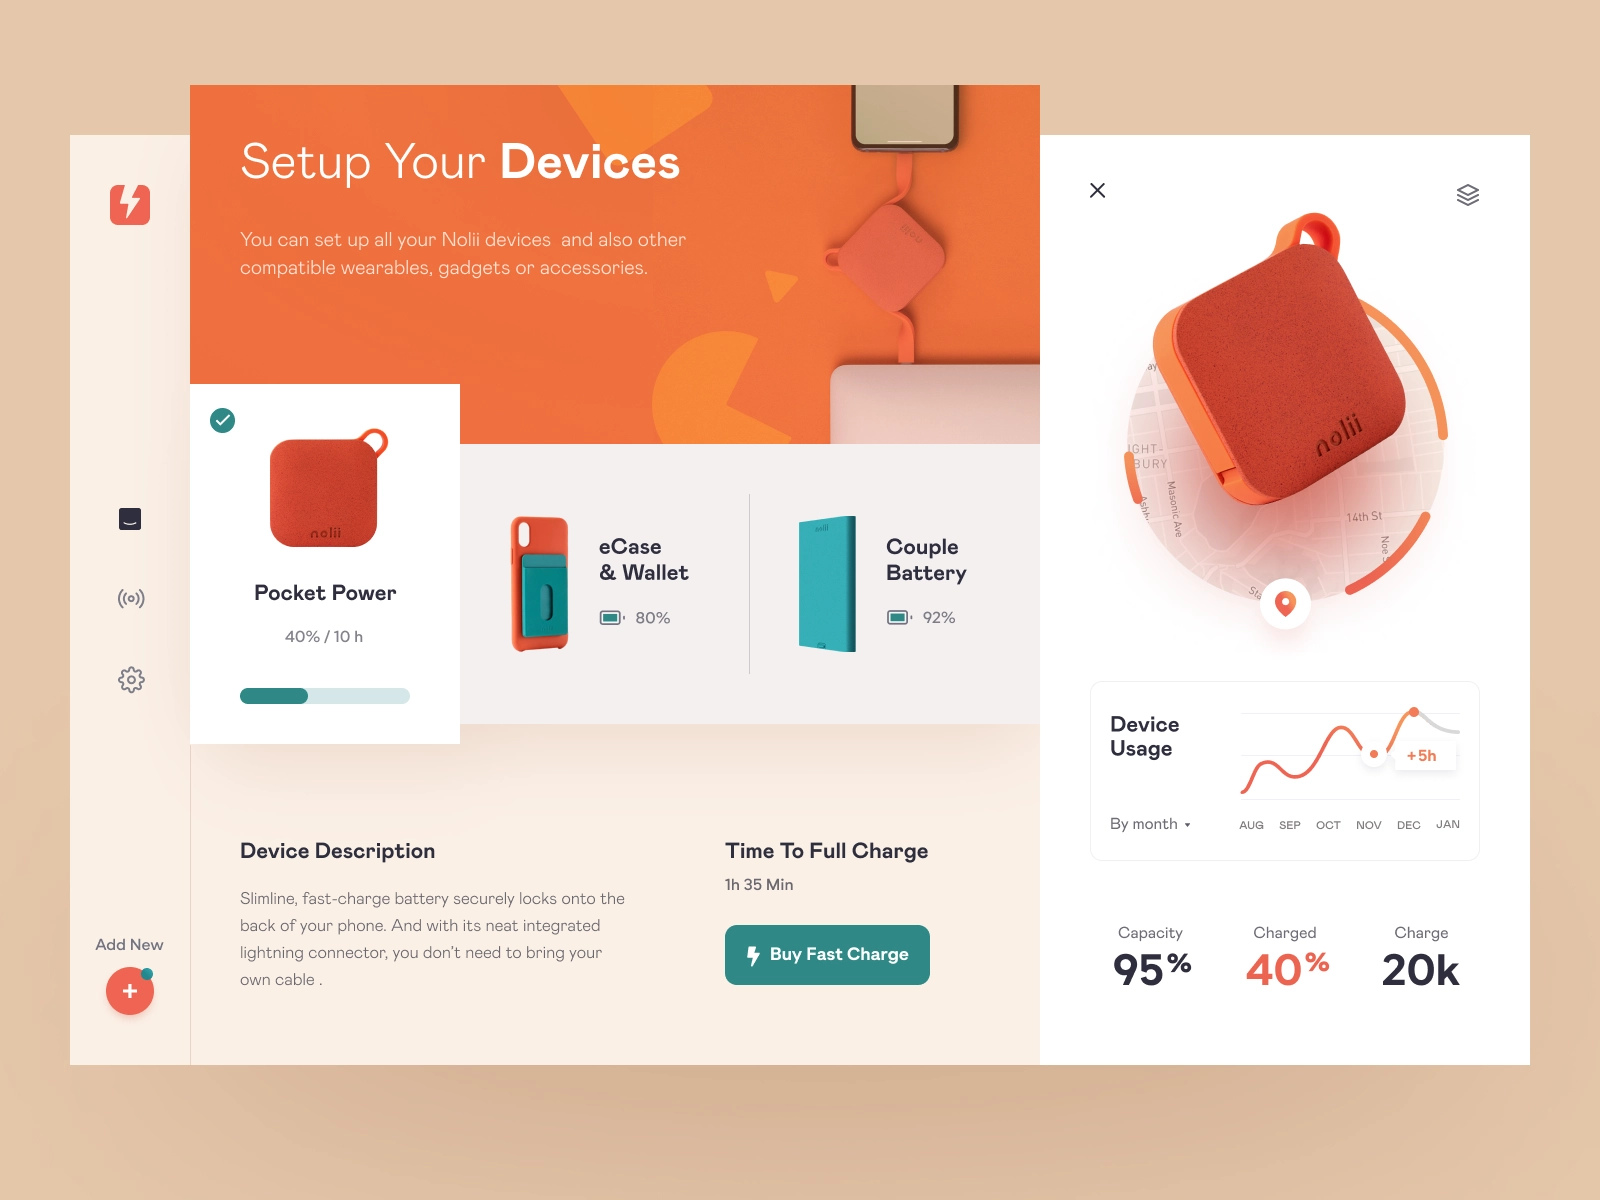 Setup Your Devices
You can set up all your Nolii devices and also other
compatible wearables, gadgets or accessories.
nolii
nolii
Pocket Power
40% / 10 h
eCase
& Wallet
80%
nolii
Couple
Battery
92%
Add New
Device Description
Slimline, fast-charge battery securely locks onto the
back of your phone. And with its neat integrated
lightning connector, you don’t need to bring your
own cable .
Time To Full Charge
1h 35 Min
Buy Fast Charge
nolii
IGHT-
BURY
Masonic Ave
14th St
Noe
Device
Usage
+5h
By month
AUG SEP OCT NOV DEC JAN
Capacity
95%
Charged
40%
Charge
20k